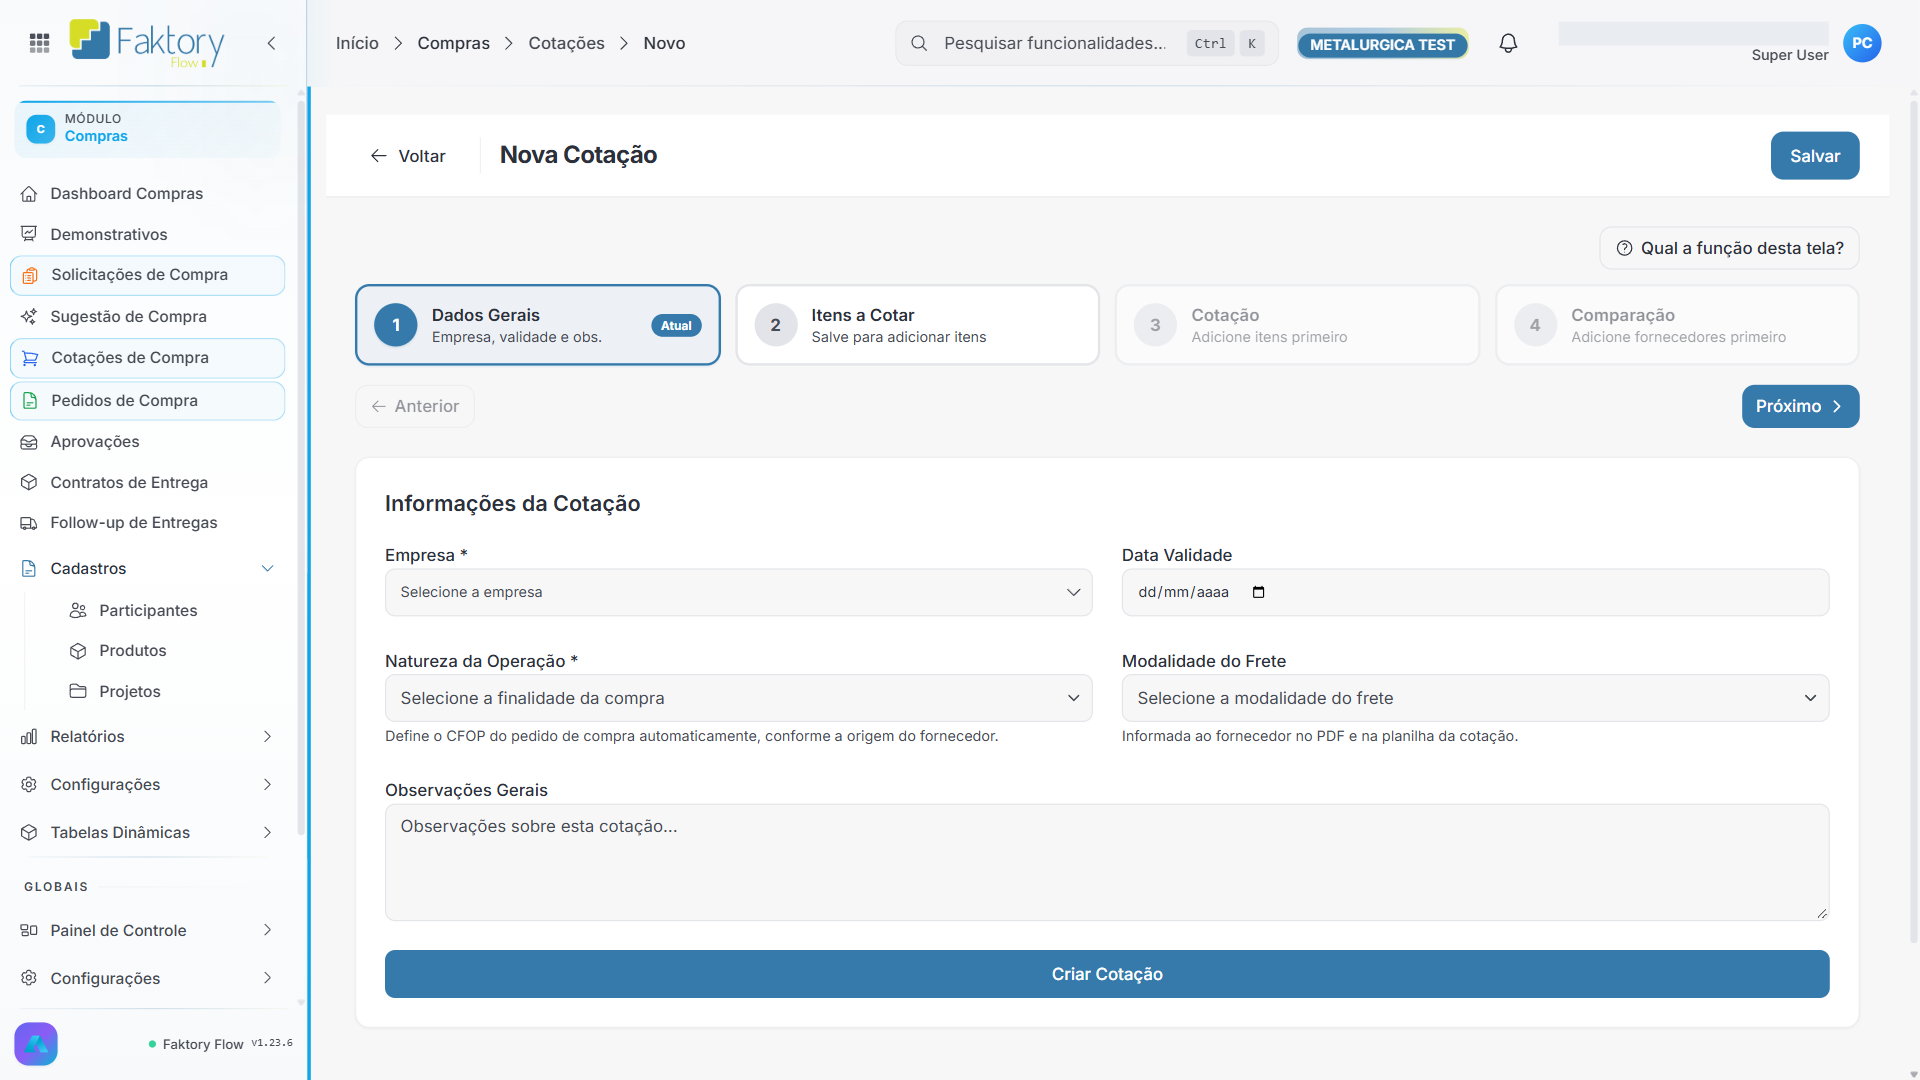 Faktory
Flow
Início
Compras
Cotações
Novo
Pesquisar funcionalidades...
Ctrl
K
METALURGICA TEST
Super User
PC
C
MÓDULO
Compras
Dashboard Compras
Demonstrativos
Solicitações de Compra
Sugestão de Compra
Cotações de Compra
Pedidos de Compra
Aprovações
Contratos de Entrega
Follow-up de Entregas
Cadastros
Participantes
Produtos
Projetos
Relatórios
Configurações
Tabelas Dinâmicas
GLOBAIS
Painel de Controle
Configurações
Faktory Flow v1.23.6
Voltar
Nova Cotação
Salvar
Qual a função desta tela?
1
Dados Gerais
Empresa, validade e obs.
Atual
2
Itens a Cotar
Salve para adicionar itens
3
Cotação
Adicione itens primeiro
4
Comparação
Adicione fornecedores primeiro
Anterior
Próximo
Informações da Cotação
Empresa *
Selecione a empresa
Data Validade
dd/mm/aaaa
Natureza da Operação *
Selecione a finalidade da compra
Define o CFOP do pedido de compra automaticamente, conforme a origem do fornecedor.
Modalidade do Frete
Selecione a modalidade do frete
Informada ao fornecedor no PDF e na planilha da cotação.
Observações Gerais
Observações sobre esta cotação...
Criar Cotação